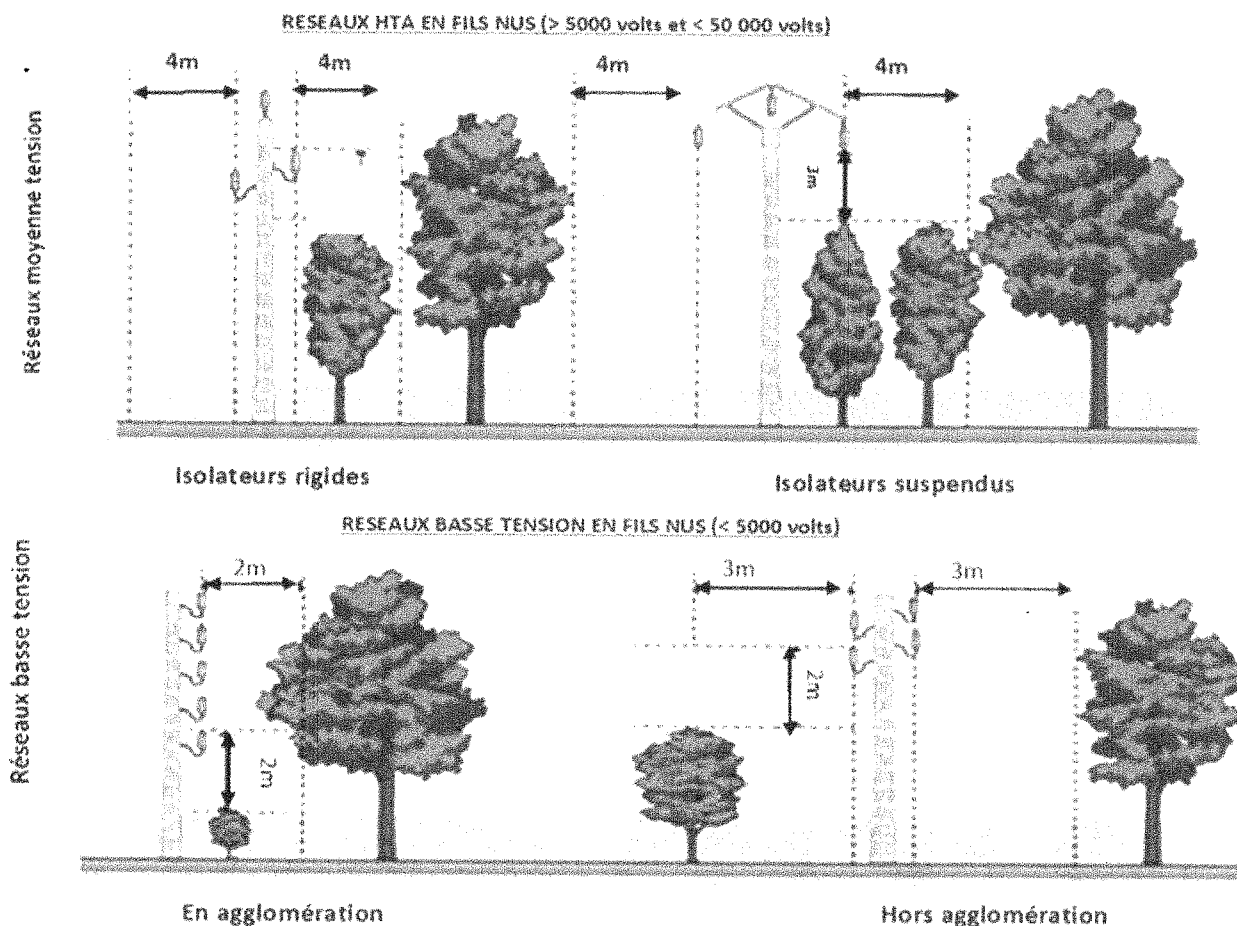 RESEAUX HTA EN FILS NUS (> 5000 volts et < 50 000 volts)
4m 4m 4m 4m
Réseaux moyenne tension
3m
Isolateurs rigides Isolateurs suspendus
RESEAUX BASSE TENSION EN FILS NUS (< 5000 volts)
Réseaux basse tension
2m 3m 3m
2m
2m
En agglomération Hors agglomération